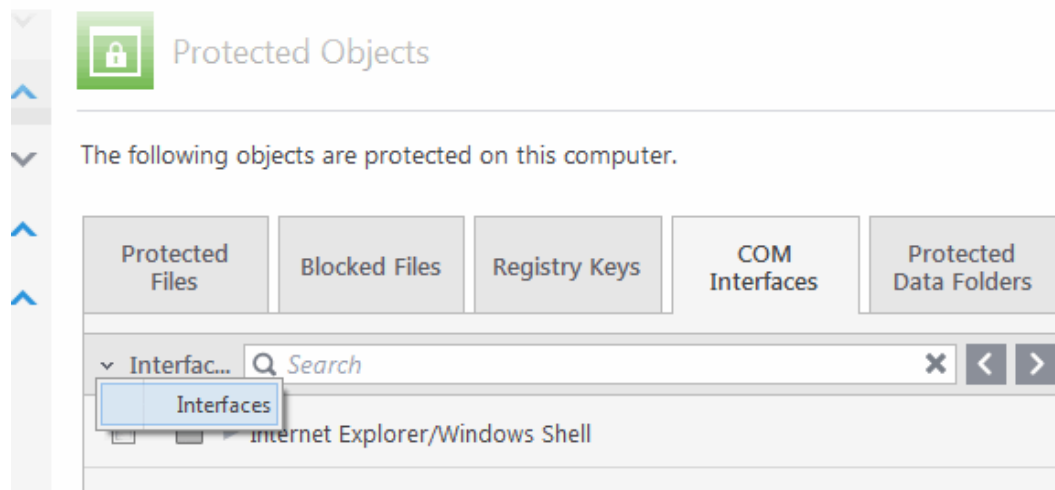 Protected Objects
The following objects are protected on this computer.
Protected
Files
Blocked Files
Registry Keys
COM
Interfaces
Protected
Data Folders
Interfac... Search
Interfaces
Internet Explorer/Windows Shell